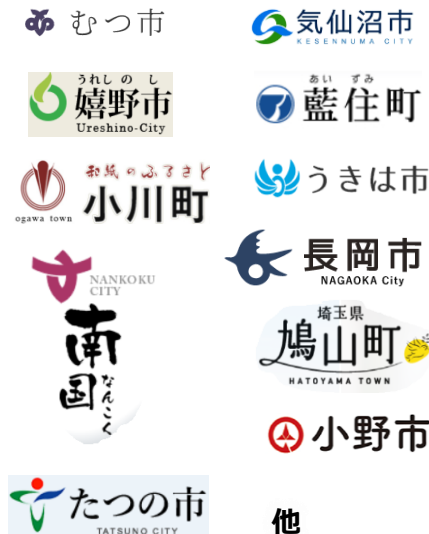 むつ市
気仙沼市
KESENNUMA CITY
うれしのし
嬉野市
Ureshino-City
あいずみ
藍住町
和紙のふるさと
小川町
ogawa town
うきは市
NANKOKU
CITY
南国
なんこく
長岡市
NAGAOKA City
埼玉県
鳩山町
HATOYAMA TOWN
小野市
たつの市
TATSUNO CITY
他